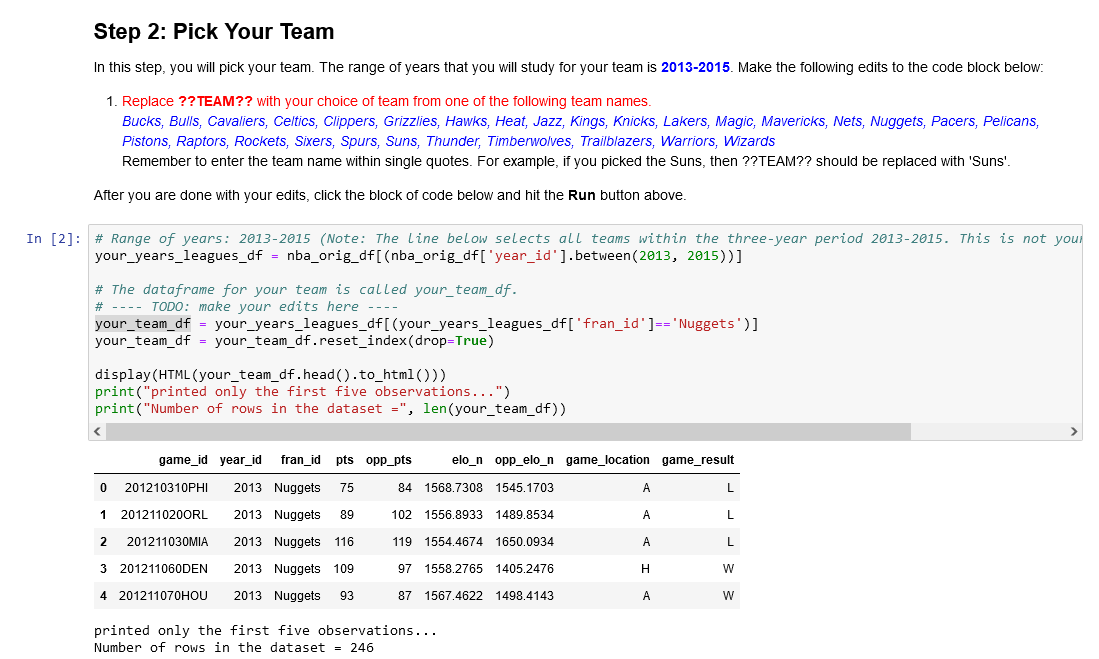 Step 2: Pick Your Team
In this step, you will pick your team. The range of years that you will study for your team is 2013-2015. Make the following edits to the code block below:
1. Replace ??TEAM?? with your choice of team from one of the following team names.
Bucks, Bulls, Cavaliers, Celtics, Clippers, Grizzlies, Hawks, Heat, Jazz, Kings, Knicks, Lakers, Magic, Mavericks, Nets, Nuggets, Pacers, Pelicans,
Pistons, Raptors, Rockets, Sixers, Spurs, Suns, Thunder, Timberwolves, Trailblazers, Warriors, Wizards
Remember to enter the team name within single quotes. For example, if you picked the Suns, then ??TEAM?? should be replaced with 'Suns'.
After you are done with your edits, click the block of code below and hit the Run button above.
In [2]:
# Range of years: 2013-2015 (Note: The line below selects all teams within the three-year period 2013-2015. This is not your
your_years_leagues_df = nba_orig_df[(nba_orig_df['year_id'].between(2013, 2015))]
# The dataframe for your team is called your_team_df.
# ---- TODO: make your edits here ----
your_team_df = your_years_leagues_df[(your_years_leagues_df['fran_id']=='Nuggets')]
your_team_df = your_team_df.reset_index(drop=True)
display(HTML(your_team_df.head().to_html()))
print("printed only the first five observations...")
print("Number of rows in the dataset =", len(your_team_df))
game_id year_id fran_id pts opp_pts elo_n opp_elo_n game_location game_result
0 201210310PHI 2013 Nuggets 75 84 1568.7308 1545.1703 A L
1 201211020ORL 2013 Nuggets 89 102 1556.8933 1489.8534 A L
2 201211030MIA 2013 Nuggets 116 119 1554.4674 1650.0934 A L
3 201211060DEN 2013 Nuggets 109 97 1558.2765 1405.2476 H W
4 201211070HOU 2013 Nuggets 93 87 1567.4622 1498.4143 A W
printed only the first five observations...
Number of rows in the dataset = 246